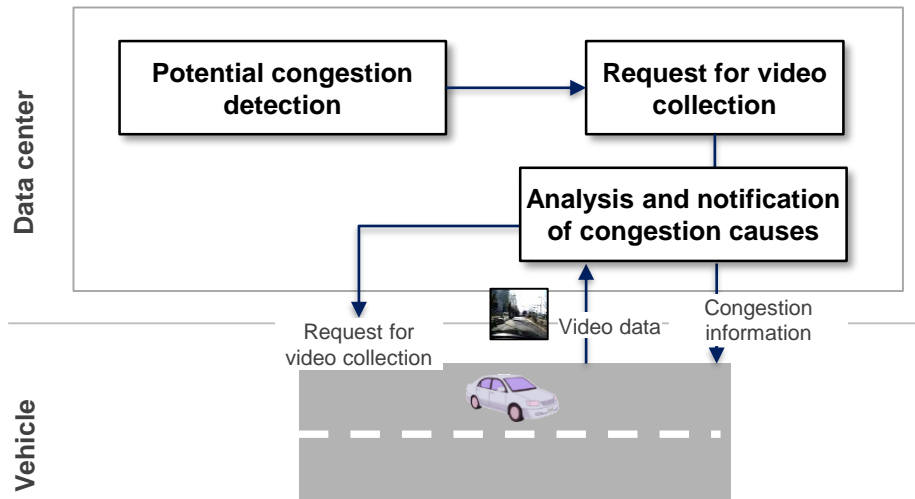 Data center
Potential congestion
detection
Request for video
collection
Analysis and notification
of congestion causes
Request for
video collection
Video data
Congestion
information
Vehicle